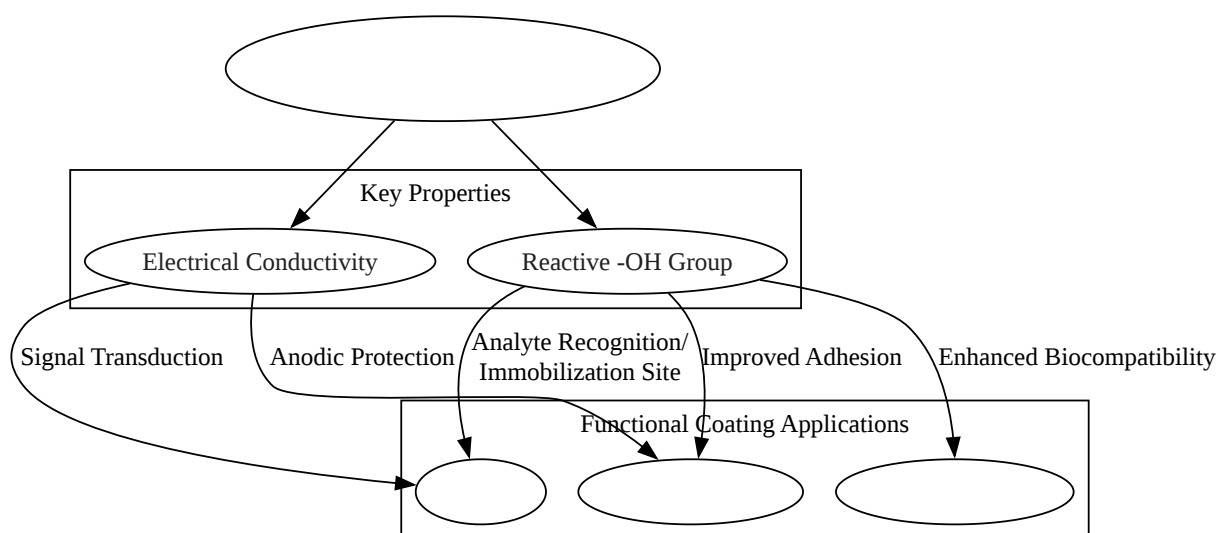 Key Properties
Electrical Conductivity
Reactive -OH Group
Signal Transduction
Anodic Protection
Analyte Recognition/
Immobilization Site
Improved Adhesion
Enhanced Biocompatibility
Functional Coating Applications